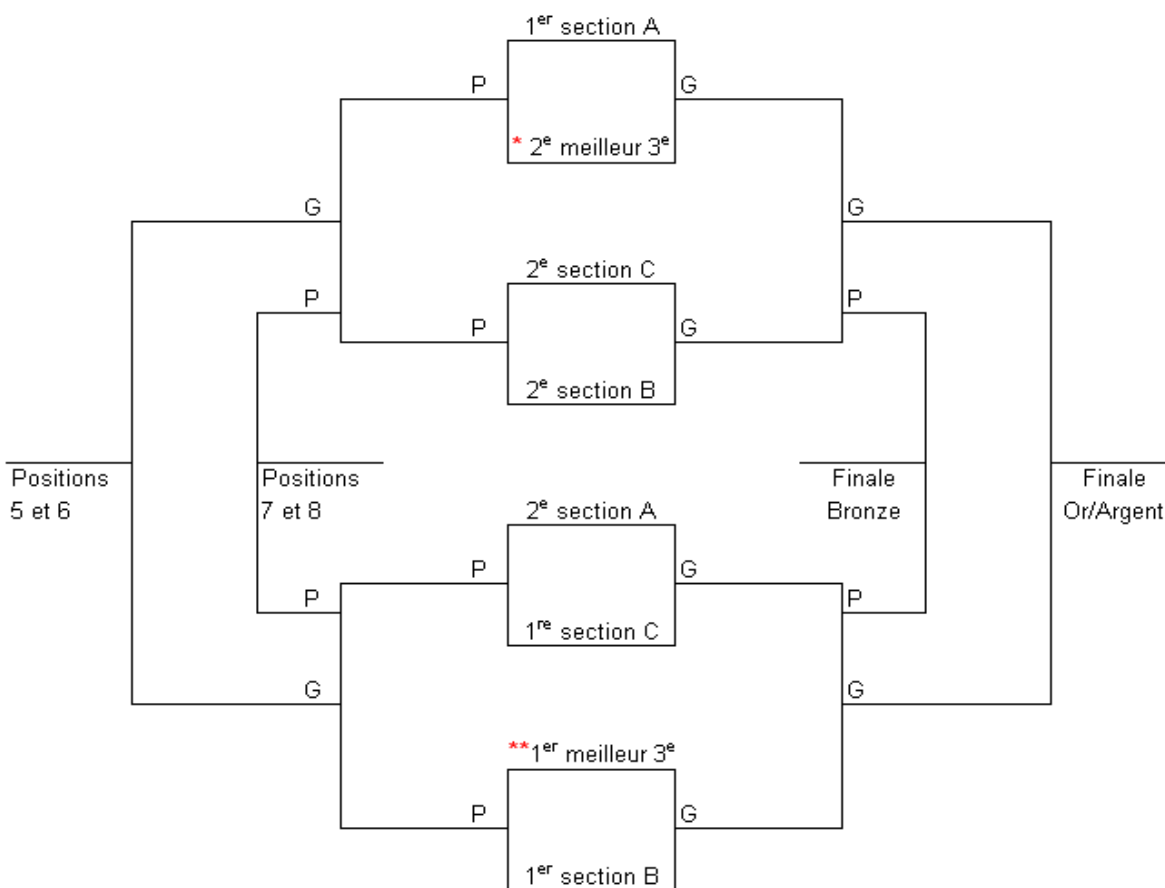 1er section A
P
G
* 2e meilleur 3e
G
G
2e section C
P
P
P
G
2e section B
Positions
5 et 6
Positions
7 et 8
Finale
Bronze
Finale
Or/Argent
2e section A
P
G
P
P
1re section C
G
G
**1er meilleur 3e
P
G
1er section B